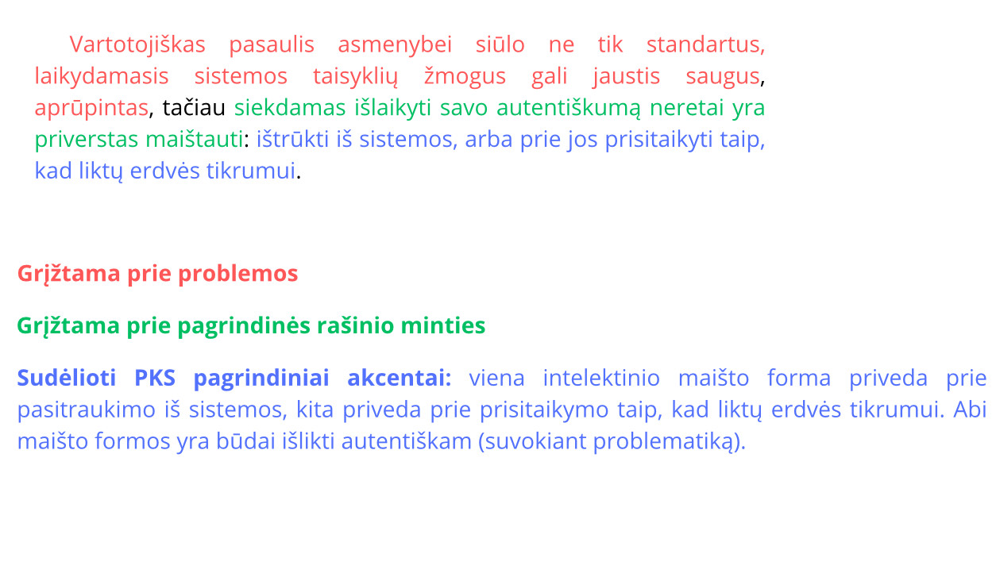 Vartotojiškas pasaulis asmenybei siūlo ne tik standartus,
laikydamasis sistemos taisyklių žmogus gali jaustis saugus,
aprūpintas, tačiau siekdamas išlaikyti savo autentiškumą neretai yra
priverstas maištauti: ištrūkti iš sistemos, arba prie jos prisitaikyti taip,
kad liktų erdvės tikrumui.
Grįžtama prie problemos
Grįžtama prie pagrindinės rašinio minties
Sudėlioti PKS pagrindiniai akcentai: viena intelektinio maišto forma priveda prie
pasitraukimo iš sistemos, kita priveda prie prisitaikymo taip, kad liktų erdvės tikrumui. Abi
maišto formos yra būdai išlikti autentiškam (suvokiant problematiką).